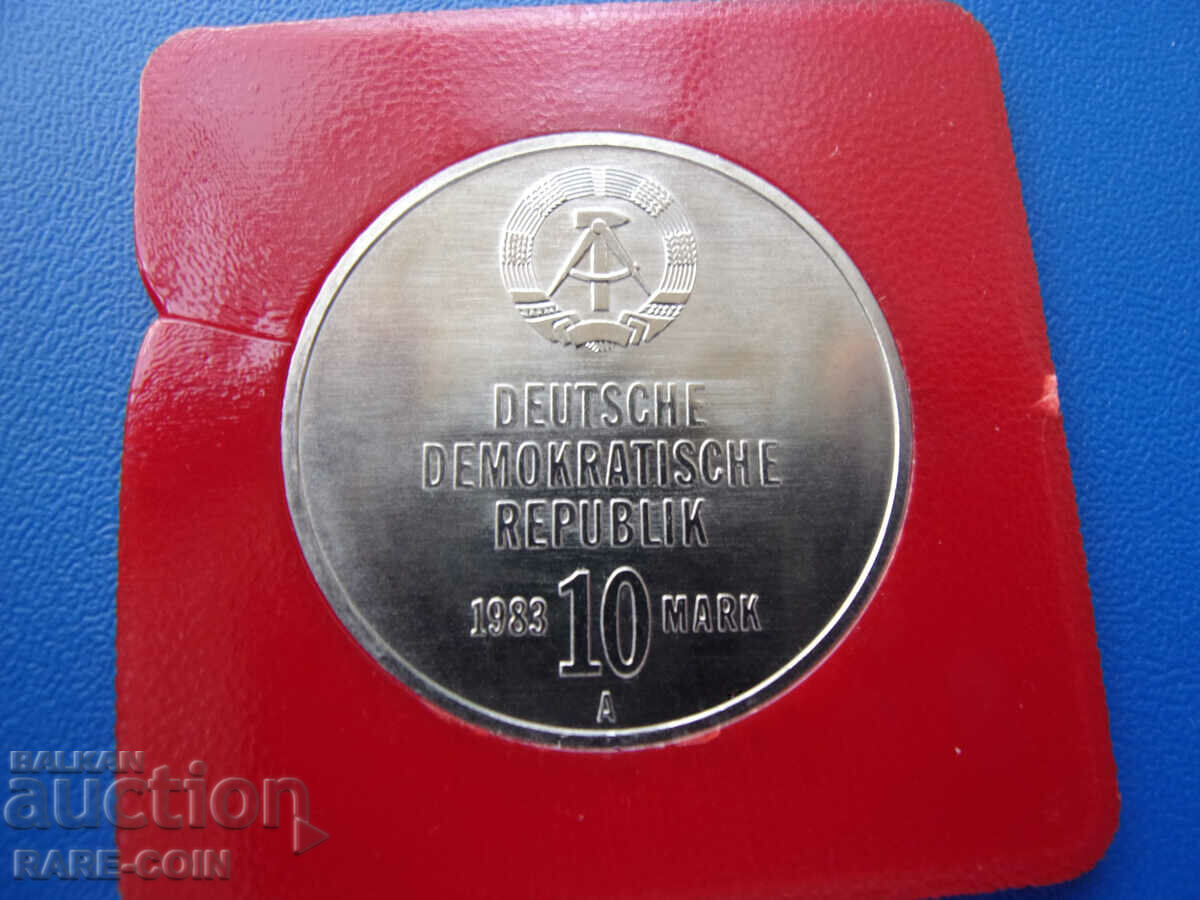 DEUTSCHE
DEMOKRATISCHE
REPUBLIK
1983 10 MARK
A
BALKAN
auction
RARE-COIN